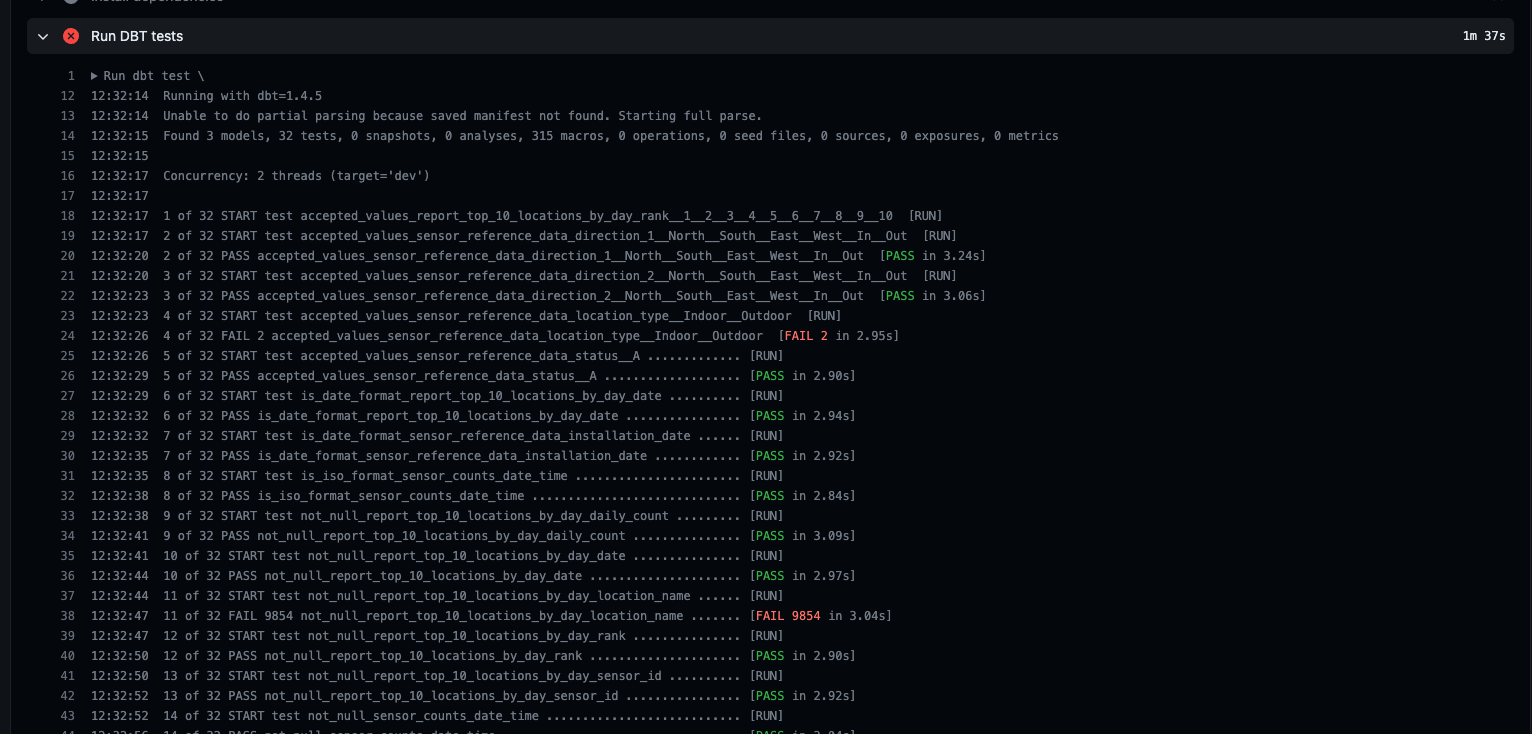 Install dependencies
Run DBT tests 1m 37s
1 Run dbt test \
12 12:32:14 Running with dbt=1.4.5
13 12:32:14 Unable to do partial parsing because saved manifest not found. Starting full parse.
14 12:32:15 Found 3 models, 32 tests, 0 snapshots, 0 analyses, 315 macros, 0 operations, 0 seed files, 0 sources, 0 exposures, 0 metrics
15 12:32:15
16 12:32:17 Concurrency: 2 threads (target='dev')
17 12:32:17
18 12:32:17 1 of 32 START test accepted_values_report_top_10_locations_by_day_rank__1__2__3__4__5__6__7__8__9__10 [RUN]
19 12:32:17 2 of 32 START test accepted_values_sensor_reference_data_direction_1__North__South__East__West__In__Out [RUN]
20 12:32:20 2 of 32 PASS accepted_values_sensor_reference_data_direction_1__North__South__East__West__In__Out [PASS in 3.24s]
21 12:32:20 3 of 32 START test accepted_values_sensor_reference_data_direction_2__North__South__East__West__In__Out [RUN]
22 12:32:23 3 of 32 PASS accepted_values_sensor_reference_data_direction_2__North__South__East__West__In__Out [PASS in 3.06s]
23 12:32:23 4 of 32 START test accepted_values_sensor_reference_data_location_type__Indoor__Outdoor [RUN]
24 12:32:26 4 of 32 FAIL 2 accepted_values_sensor_reference_data_location_type__Indoor__Outdoor [FAIL 2 in 2.95s]
25 12:32:26 5 of 32 START test accepted_values_sensor_reference_data_status__A ............. [RUN]
26 12:32:29 5 of 32 PASS accepted_values_sensor_reference_data_status__A ................... [PASS in 2.90s]
27 12:32:29 6 of 32 START test is_date_format_report_top_10_locations_by_day_date .......... [RUN]
28 12:32:32 6 of 32 PASS is_date_format_report_top_10_locations_by_day_date ................ [PASS in 2.94s]
29 12:32:32 7 of 32 START test is_date_format_sensor_reference_data_installation_date ...... [RUN]
30 12:32:35 7 of 32 PASS is_date_format_sensor_reference_data_installation_date ............ [PASS in 2.92s]
31 12:32:35 8 of 32 START test is_iso_format_sensor_counts_date_time ....................... [RUN]
32 12:32:38 8 of 32 PASS is_iso_format_sensor_counts_date_time ............................. [PASS in 2.84s]
33 12:32:38 9 of 32 START test not_null_report_top_10_locations_by_day_daily_count ......... [RUN]
34 12:32:41 9 of 32 PASS not_null_report_top_10_locations_by_day_daily_count ............... [PASS in 3.09s]
35 12:32:41 10 of 32 START test not_null_report_top_10_locations_by_day_date ............... [RUN]
36 12:32:44 10 of 32 PASS not_null_report_top_10_locations_by_day_date ..................... [PASS in 2.97s]
37 12:32:44 11 of 32 START test not_null_report_top_10_locations_by_day_location_name ...... [RUN]
38 12:32:47 11 of 32 FAIL 9854 not_null_report_top_10_locations_by_day_location_name ....... [FAIL 9854 in 3.04s]
39 12:32:47 12 of 32 START test not_null_report_top_10_locations_by_day_rank ............... [RUN]
40 12:32:50 12 of 32 PASS not_null_report_top_10_locations_by_day_rank ..................... [PASS in 2.90s]
41 12:32:50 13 of 32 START test not_null_report_top_10_locations_by_day_sensor_id .......... [RUN]
42 12:32:52 13 of 32 PASS not_null_report_top_10_locations_by_day_sensor_id ................ [PASS in 2.92s]
43 12:32:52 14 of 32 START test not_null_sensor_counts_date_time ........................... [RUN]